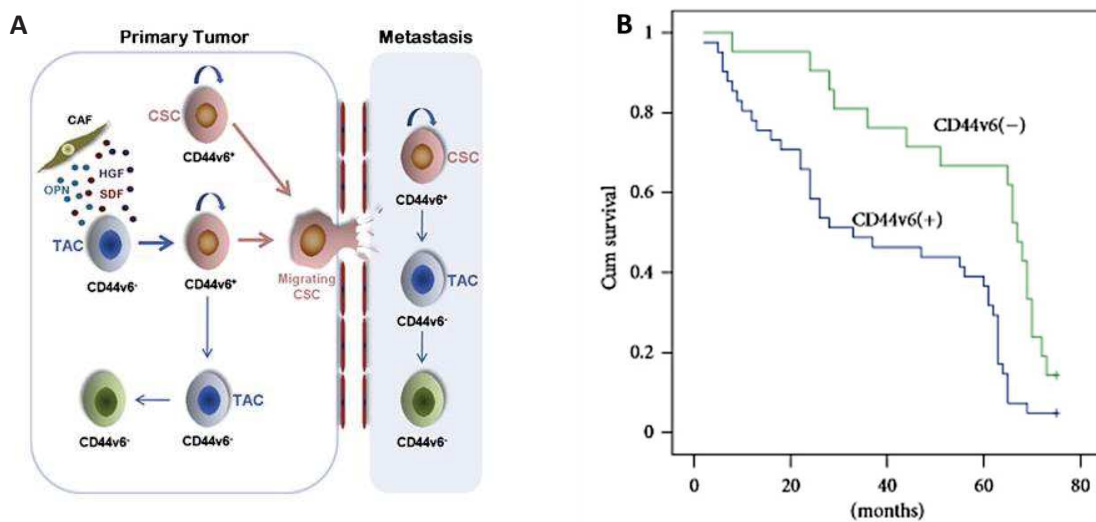 A
Primary Tumor
Metastasis
CSC
CD44v6⁺
CAF
HGF
OPN
SDF
TAC
CD44v6⁻
CD44v6⁺
Migrating
CSC
TAC
CD44v6⁻
CD44v6⁻
CSC
CD44v6⁺
TAC
CD44v6⁻
CD44v6⁻
B
Cum survival
1
0.8
0.6
0.4
0.2
0
CD44v6(−)
CD44v6(+)
0 20 40 60 80
(months)